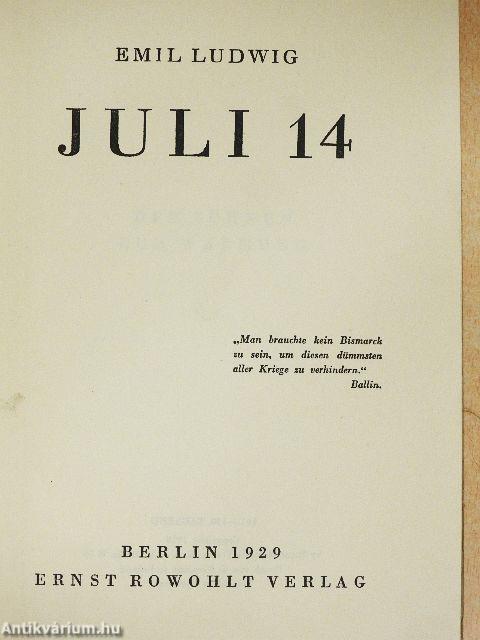 EMIL LUDWIG
JULI 14
„Man brauchte kein Bismarck
zu sein, um diesen dümmsten
aller Kriege zu verhindern.“
Ballin.
BERLIN 1929
ERNST ROWOHLT VERLAG
Antikvárium.hu